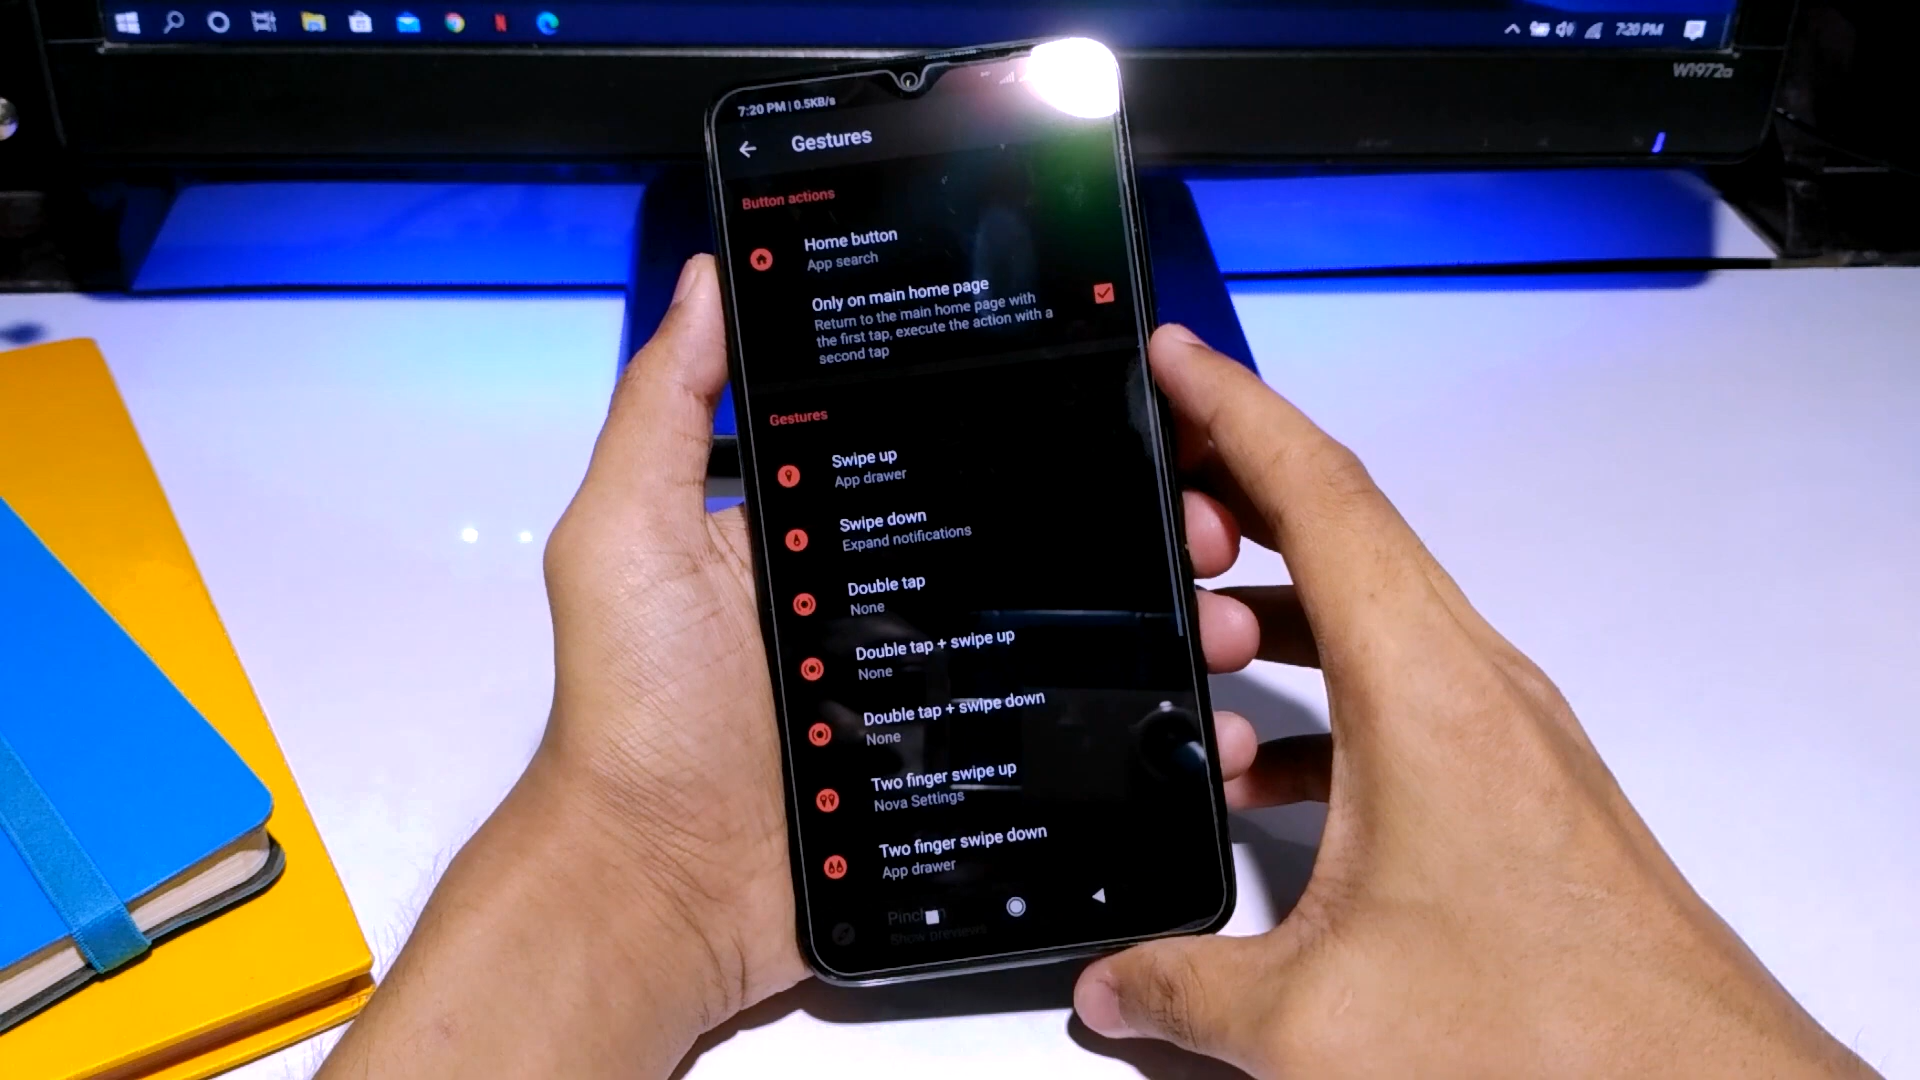 7:20 PM
W1972a
7:20 PM | 0.5KB/s
Gestures
Button actions
Home button
App search
Only on main home page
Return to the main home page with
the first tap, execute the action with a
second tap
Gestures
Swipe up
App drawer
Swipe down
Expand notifications
Double tap
None
Double tap + swipe up
None
Double tap + swipe down
None
Two finger swipe up
Nova Settings
Two finger swipe down
App drawer
Show previews